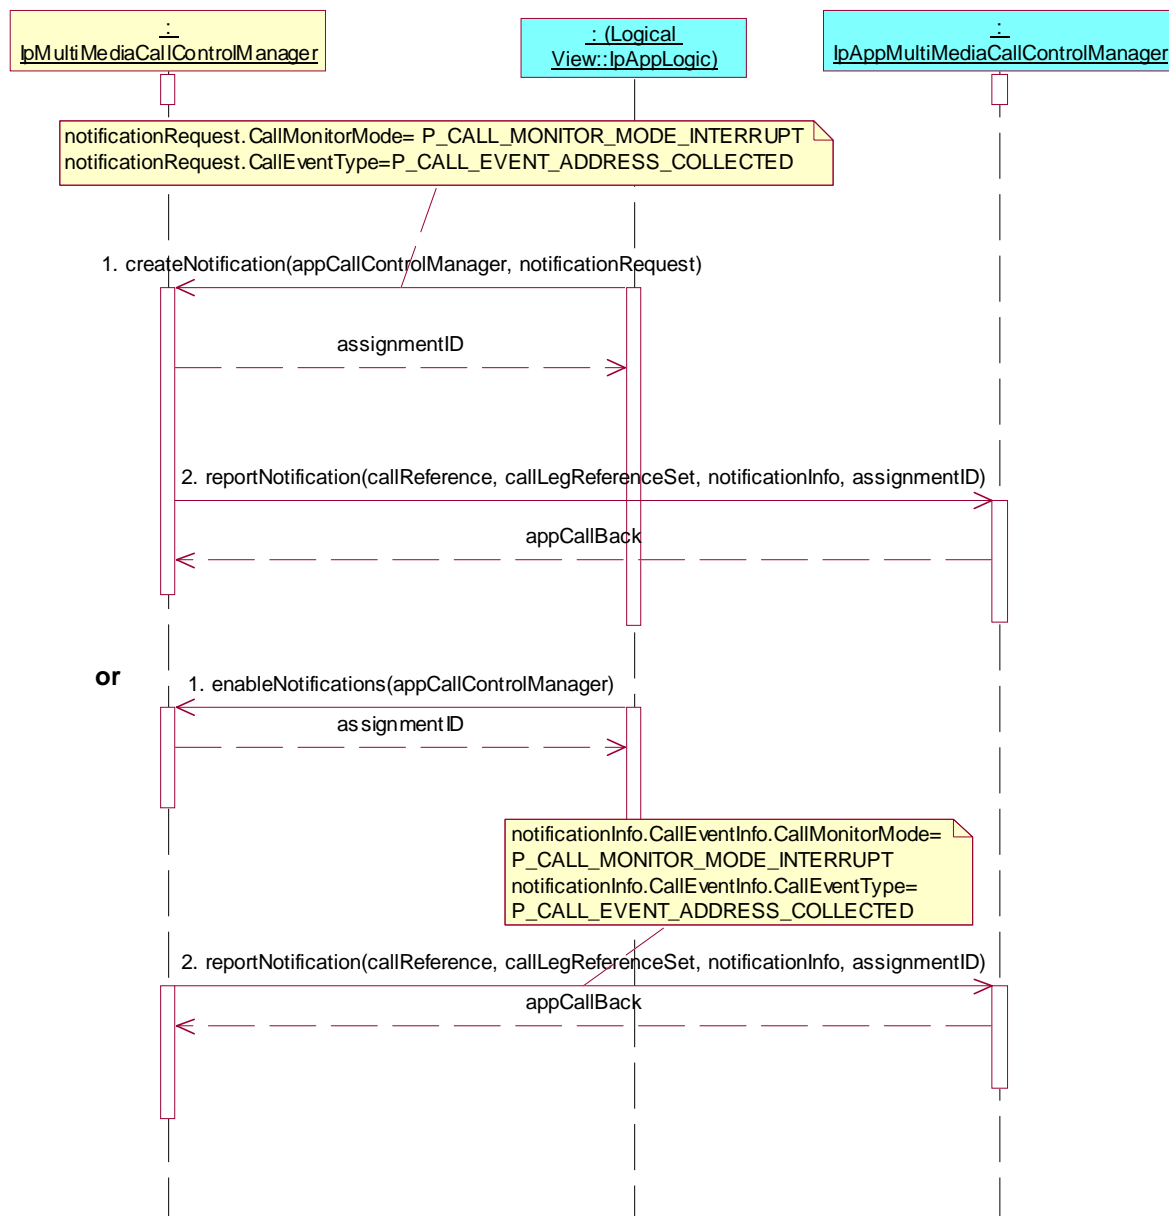 :
IpMultiMediaCallControlManager
: (Logical
View::IpAppLogic)
:
IpAppMultiMediaCallControlManager
notificationRequest.CallMonitorMode= P_CALL_MONITOR_MODE_INTERRUPT
notificationRequest.CallEventType=P_CALL_EVENT_ADDRESS_COLLECTED
1. createNotification(appCallControlManager, notificationRequest)
assignmentID
2. reportNotification(callReference, callLegReferenceSet, notificationInfo, assignmentID)
appCallBack
or
1. enableNotifications(appCallControlManager)
assignmentID
notificationInfo.CallEventInfo.CallMonitorMode=
P_CALL_MONITOR_MODE_INTERRUPT
notificationInfo.CallEventInfo.CallEventType=
P_CALL_EVENT_ADDRESS_COLLECTED
2. reportNotification(callReference, callLegReferenceSet, notificationInfo, assignmentID)
appCallBack